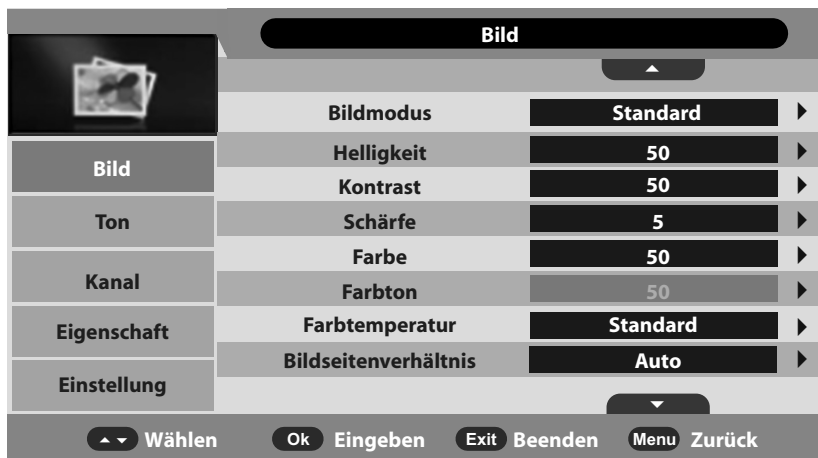 Bild
Bildmodus Standard
Helligkeit 50
Kontrast 50
Schärfe 5
Farbe 50
Farbton 50
Farbtemperatur Standard
Bildseitenverhältnis Auto
Bild
Ton
Kanal
Eigenschaft
Einstellung
Wählen Ok Eingeben Exit Beenden Menu Zurück